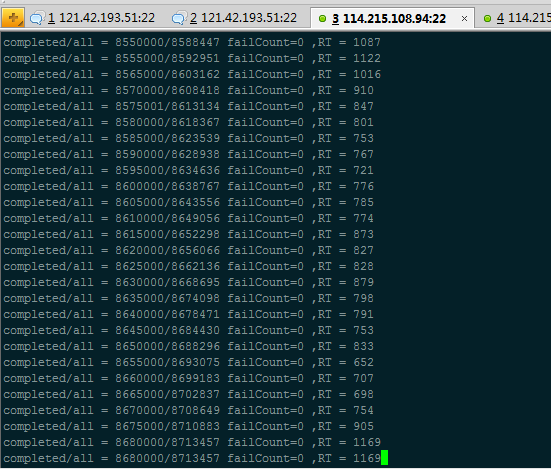 1 121.42.193.51:22 2 121.42.193.51:22 3 114.215.108.94:22 × 4 114.215
completed/all = 8550000/8588447 failCount=0 ,RT = 1087
completed/all = 8555000/8592951 failCount=0 ,RT = 1122
completed/all = 8565000/8603162 failCount=0 ,RT = 1016
completed/all = 8570000/8608418 failCount=0 ,RT = 910
completed/all = 8575001/8613134 failCount=0 ,RT = 847
completed/all = 8580000/8618367 failCount=0 ,RT = 801
completed/all = 8585000/8623539 failCount=0 ,RT = 753
completed/all = 8590000/8628938 failCount=0 ,RT = 767
completed/all = 8595000/8634636 failCount=0 ,RT = 721
completed/all = 8600000/8638767 failCount=0 ,RT = 776
completed/all = 8605000/8643556 failCount=0 ,RT = 785
completed/all = 8610000/8649056 failCount=0 ,RT = 774
completed/all = 8615000/8652298 failCount=0 ,RT = 873
completed/all = 8620000/8656066 failCount=0 ,RT = 827
completed/all = 8625000/8662136 failCount=0 ,RT = 828
completed/all = 8630000/8668695 failCount=0 ,RT = 879
completed/all = 8635000/8674098 failCount=0 ,RT = 798
completed/all = 8640000/8678471 failCount=0 ,RT = 791
completed/all = 8645000/8684430 failCount=0 ,RT = 753
completed/all = 8650000/8688296 failCount=0 ,RT = 833
completed/all = 8655000/8693075 failCount=0 ,RT = 652
completed/all = 8660000/8699183 failCount=0 ,RT = 707
completed/all = 8665000/8702837 failCount=0 ,RT = 698
completed/all = 8670000/8708649 failCount=0 ,RT = 754
completed/all = 8675000/8710883 failCount=0 ,RT = 905
completed/all = 8680000/8713457 failCount=0 ,RT = 1169
completed/all = 8680000/8713457 failCount=0 ,RT = 1169